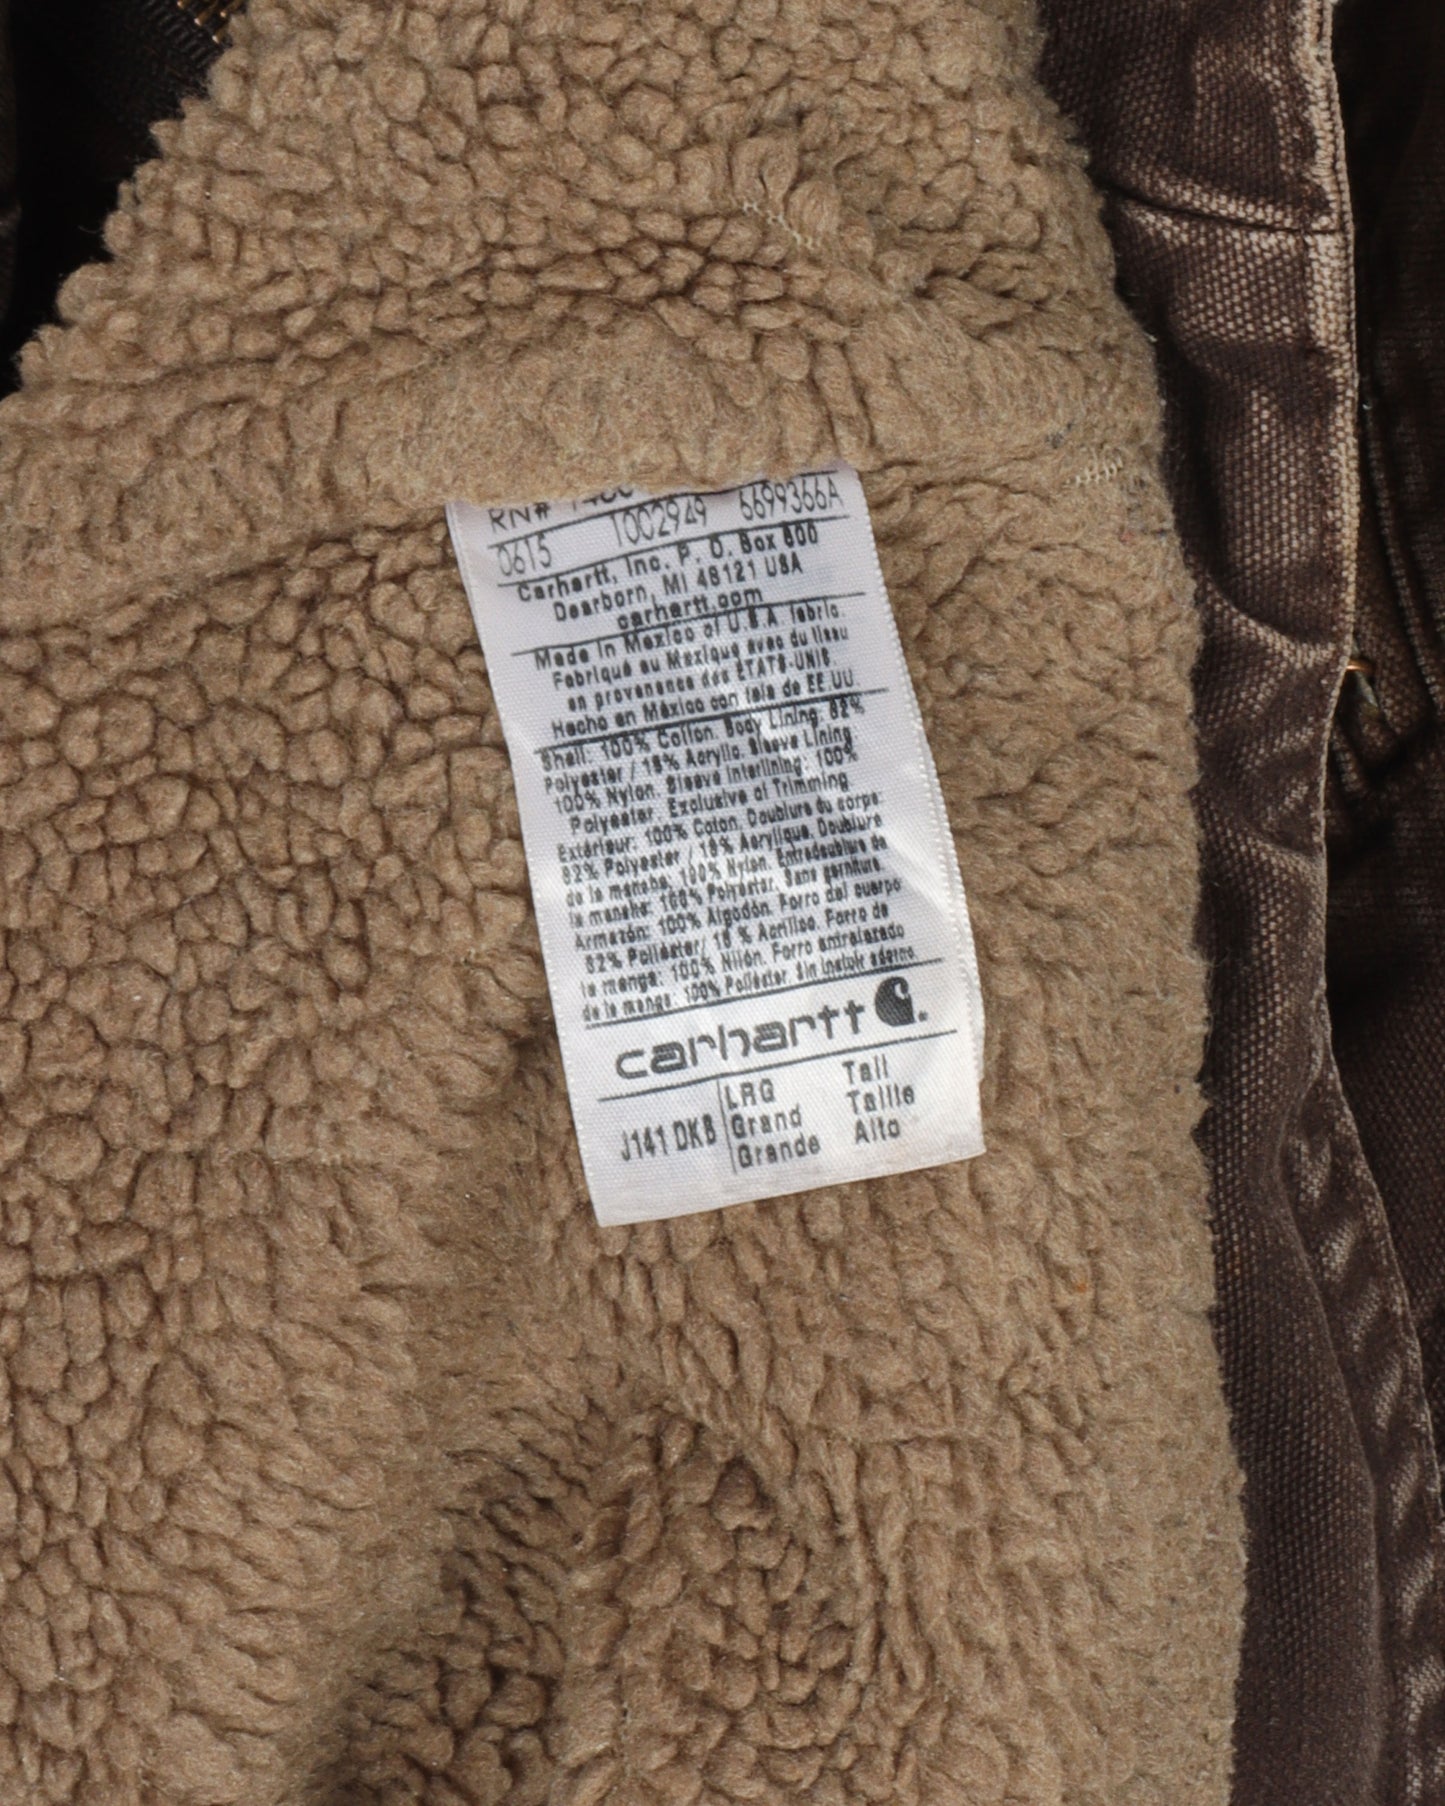 RN#
0615 1002949 6699366A
Carhartt, Inc. P. O. Box 600
Dearborn, MI 48121 USA
carhartt.com
Made in Mexico of U.S.A. fabric.
Fabriqué au Mexique avec du tissu
en provenance des ÉTATS-UNIS
Hecho en México con tela de EE.UU.
Shell: 100% Cotton. Body Lining: 82%
Polyester / 18% Acrylic. Sleeve Lining:
100% Nylon. Sleeve Interlining: 100%
Polyester. Exclusive of Trimming
Extérieur: 100% Coton. Doublure du corps:
82% Polyester / 18% Acrylique. Doublure
de la manche: 100% Nylon. Entredoublure de
la manche: 100% Polyéster. Sans garniture.
Armazón: 100% Algodón. Forro del cuerpo
82% Poliéster/ 18 % Acrílico. Forro de
la manga: 100% Nilón. Forro entrelazado
de la manga: 100% Poliéster. Sin incluir adorno.
carhartt
J141 DKB
LRG Tall
Grand Taille
Grande Alto